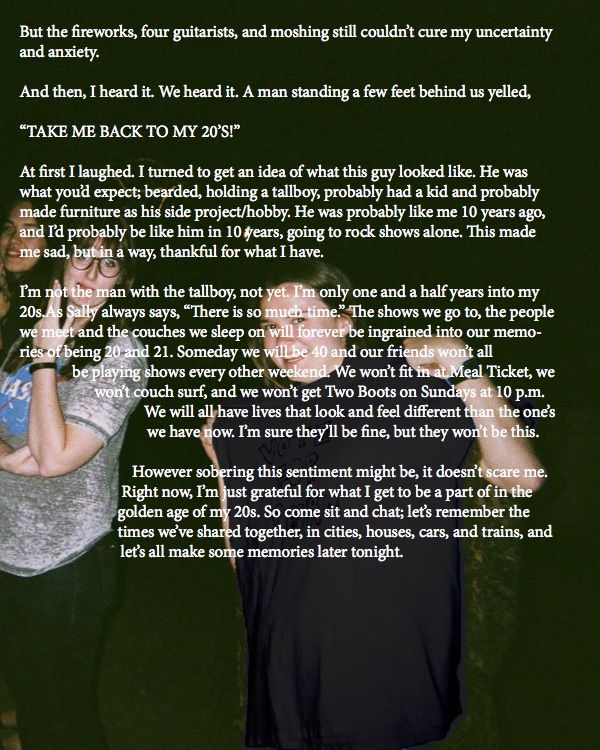 But the fireworks, four guitarists, and moshing still couldn’t cure my uncertainty
and anxiety.
And then, I heard it. We heard it. A man standing a few feet behind us yelled,
“TAKE ME BACK TO MY 20’S!”
At first I laughed. I turned to get an idea of what this guy looked like. He was
what you’d expect; bearded, holding a tallboy, probably had a kid and probably
made furniture as his side project/hobby. He was probably like me 10 years ago,
and I’d probably be like him in 10 years, going to rock shows alone. This made
me sad, but in a way, thankful for what I have.
I’m not the man with the tallboy, not yet. I’m only one and a half years into my
20s.As Sally always says, “There is so much time.” The shows we go to, the people
we meet and the couches we sleep on will forever be ingrained into our memo-
ries of being 20 and 21. Someday we will be 40 and our friends won’t all
be playing shows every other weekend. We won’t fit in at Meal Ticket, we
won’t couch surf, and we won’t get Two Boots on Sundays at 10 p.m.
We will all have lives that look and feel different than the one’s
we have now. I’m sure they’ll be fine, but they won’t be this.
However sobering this sentiment might be, it doesn’t scare me.
Right now, I’m just grateful for what I get to be a part of in the
golden age of my 20s. So come sit and chat; let’s remember the
times we’ve shared together, in cities, houses, cars, and trains, and
let’s all make some memories later tonight.